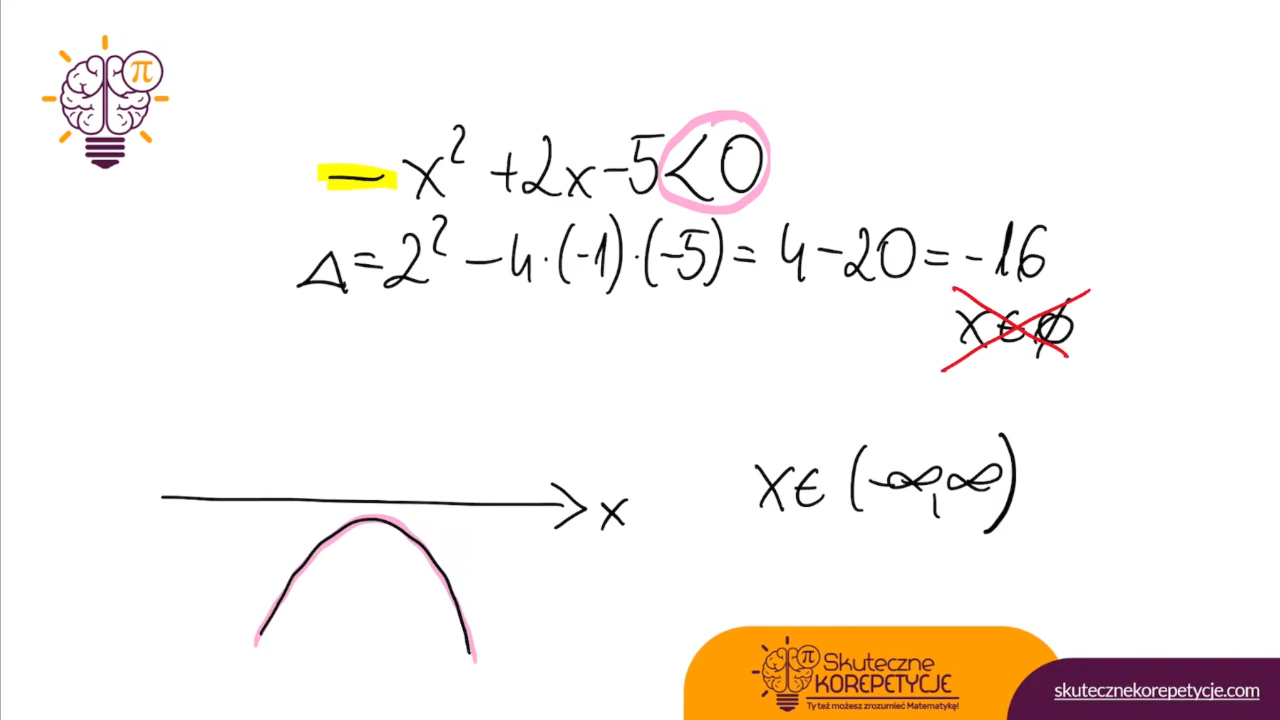 π
-x² +2x-5<0
Δ=2²-4·(-1)·(-5)=4-20=-16
x∈∅
x
x∈(-∞,∞)
π
Skuteczne
KOREPETYCJE
Ty też możesz zrozumieć Matematykę!
skutecznekorepetycje.com